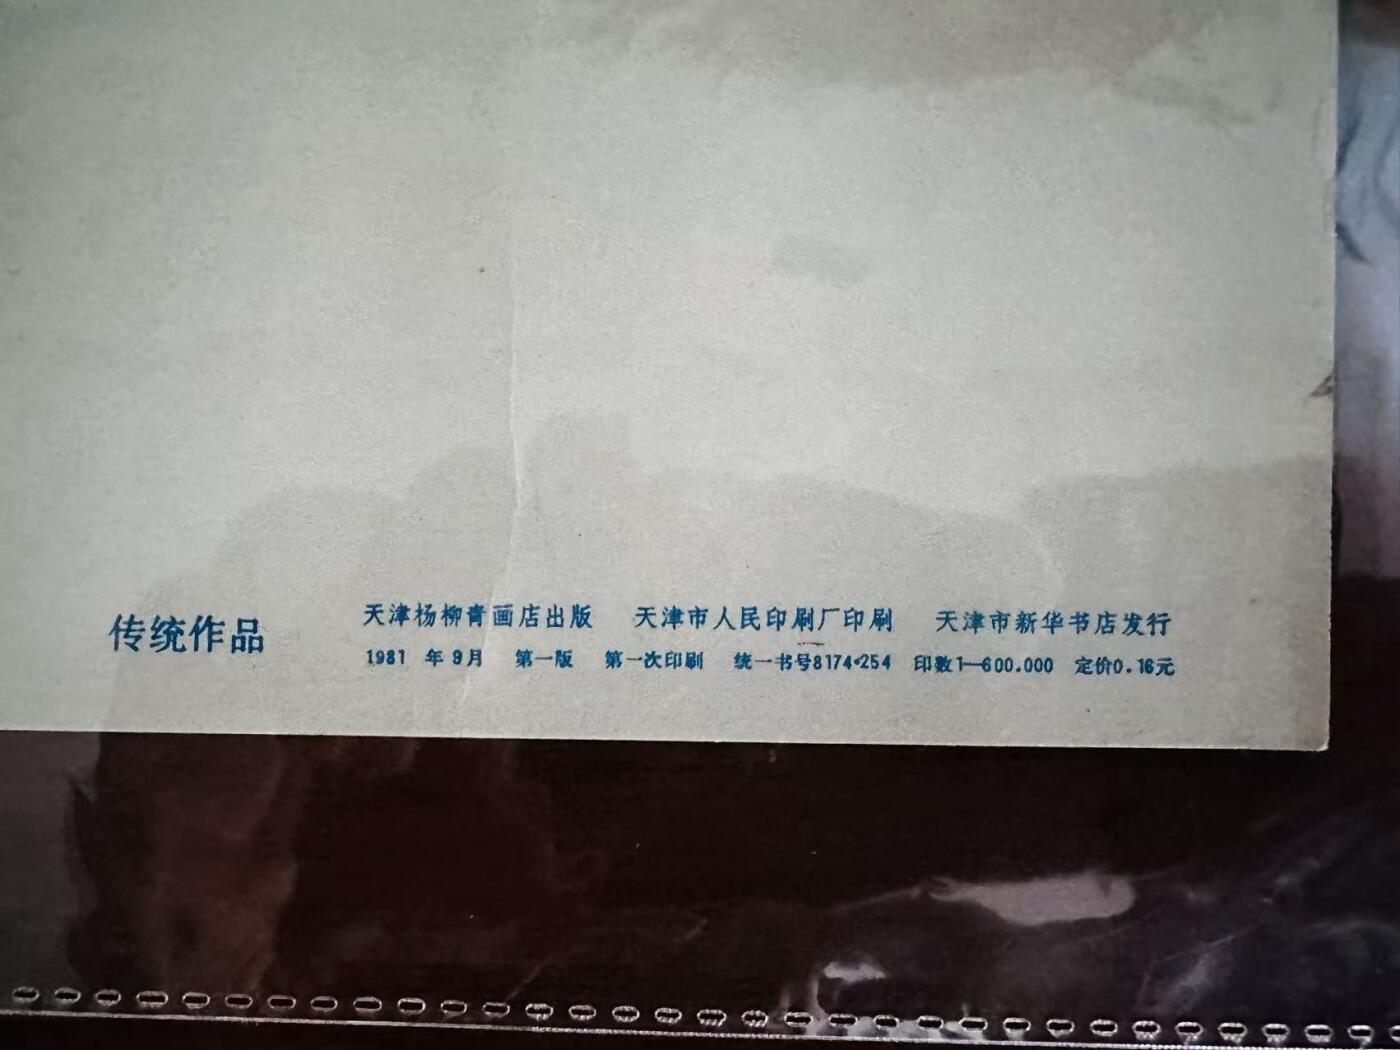 传统作品
天津杨柳青画店出版 天津市人民印刷厂印刷 天津市新华书店发行
1981 年9月 第一版 第一次印刷 统一书号8174·254 印数1—600.000 定价0.16元